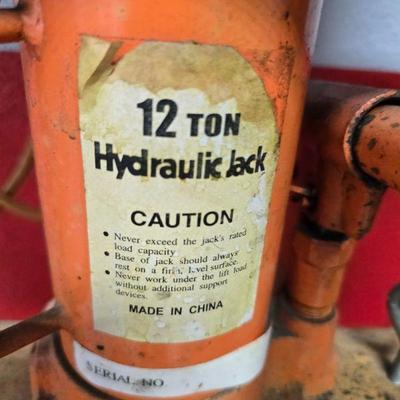 12 TON
Hydraulic Jack
CAUTION
• Never exceed the jack's rated
load capacity
• Base of jack should always
rest on a firm, level surface.
• Never work under the lift load
without additional support
devices.
MADE IN CHINA
SERIAL NO